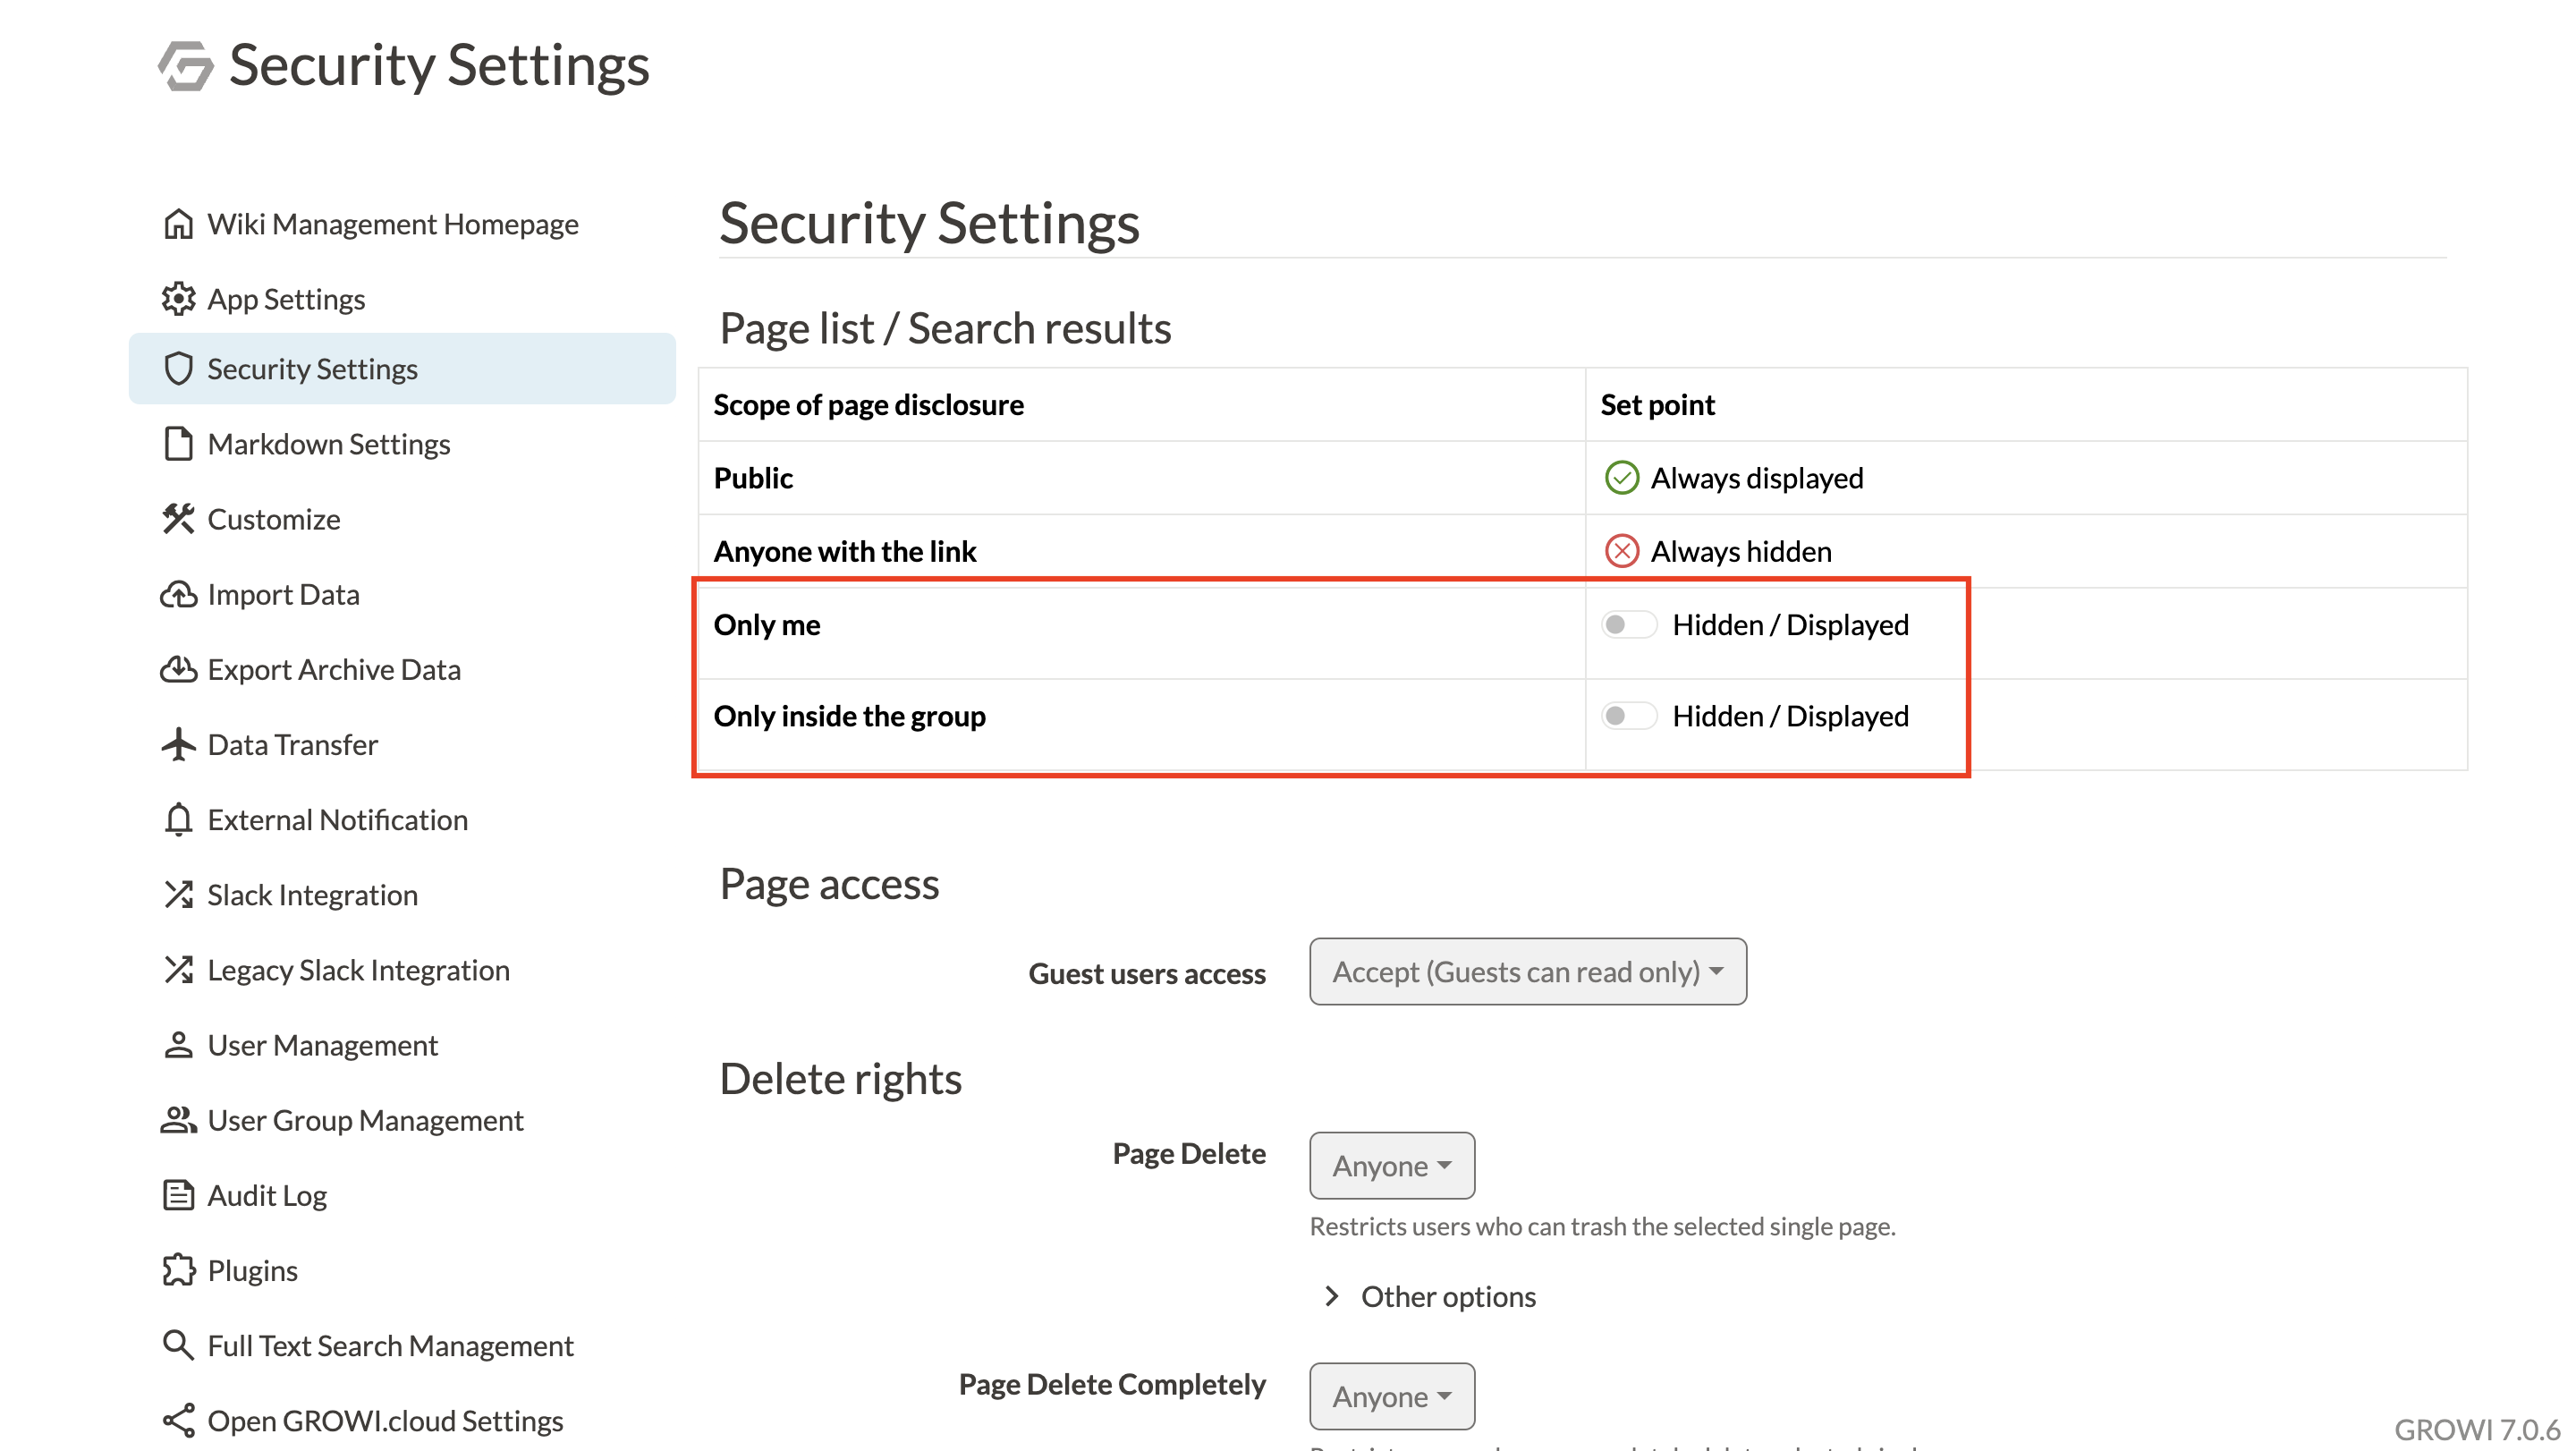 Security Settings
Wiki Management Homepage
App Settings
Security Settings
Markdown Settings
Customize
Import Data
Export Archive Data
Data Transfer
External Notification
Slack Integration
Legacy Slack Integration
User Management
User Group Management
Audit Log
Plugins
Full Text Search Management
Open GROWI.cloud Settings
Security Settings
Page list / Search results
Scope of page disclosure Set point
Public Always displayed
Anyone with the link Always hidden
Only me Hidden / Displayed
Only inside the group Hidden / Displayed
Page access
Guest users access Accept (Guests can read only)
Delete rights
Page Delete Anyone
Restricts users who can trash the selected single page.
Other options
Page Delete Completely Anyone
GROWI 7.0.6